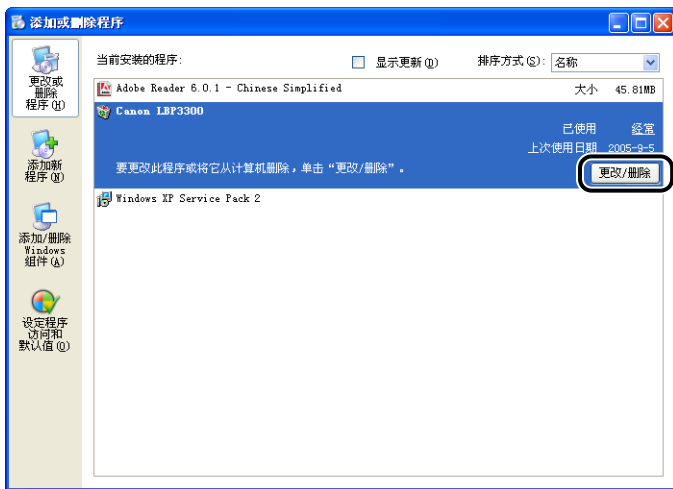 添加或删除程序
更改或
删除
程序(H)
添加新
程序(N)
添加/删除
Windows
组件(A)
设定程序
访问和
默认值(O)
当前安装的程序:
显示更新(D)
排序方式(S):
名称
Adobe Reader 6.0.1 - Chinese Simplified
大小
45.81MB
Canon LBP3300
已使用
经常
上次使用日期
2005-9-5
要更改此程序或将它从计算机删除，单击“更改/删除”。
更改/删除
Windows XP Service Pack 2